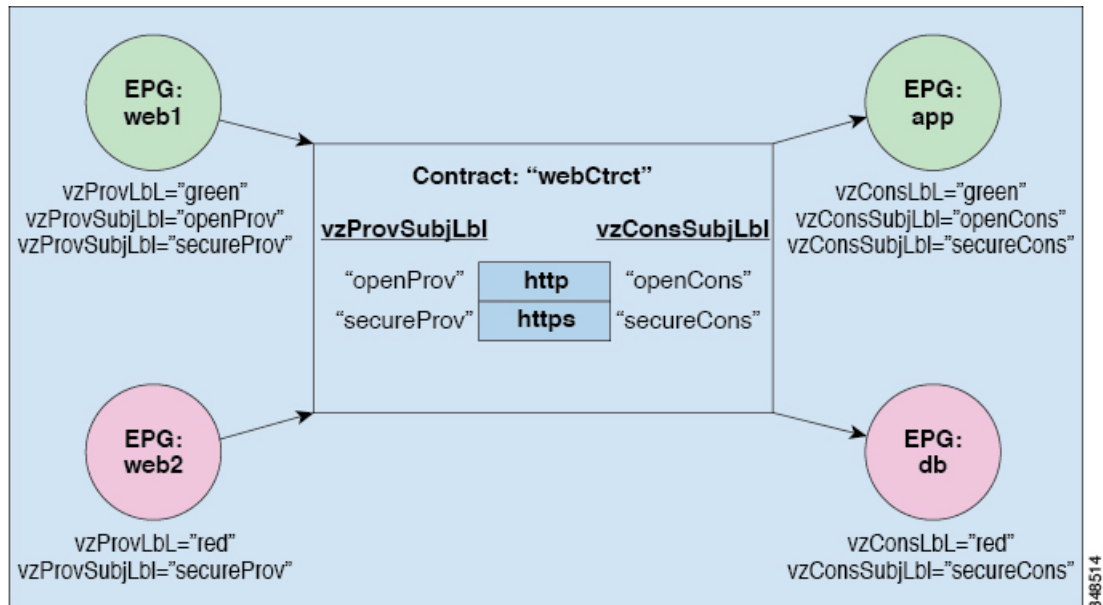 EPG:
web1
vzProvLbL="green"
vzProvSubjLbl="openProv"
vzProvSubjLbl="secureProv"
EPG:
app
vzConsLbL="green"
vzConsSubjLbl="openCons"
vzConsSubjLbl="secureCons"
Contract: “webCtrct”
vzProvSubjLbl vzConsSubjLbl
“openProv” http “openCons”
“secureProv” https “secureCons”
EPG:
web2
vzProvLbL="red"
vzProvSubjLbl="secureProv"
EPG:
db
vzConsLbL="red"
vzConsSubjLbl="secureCons"
348514